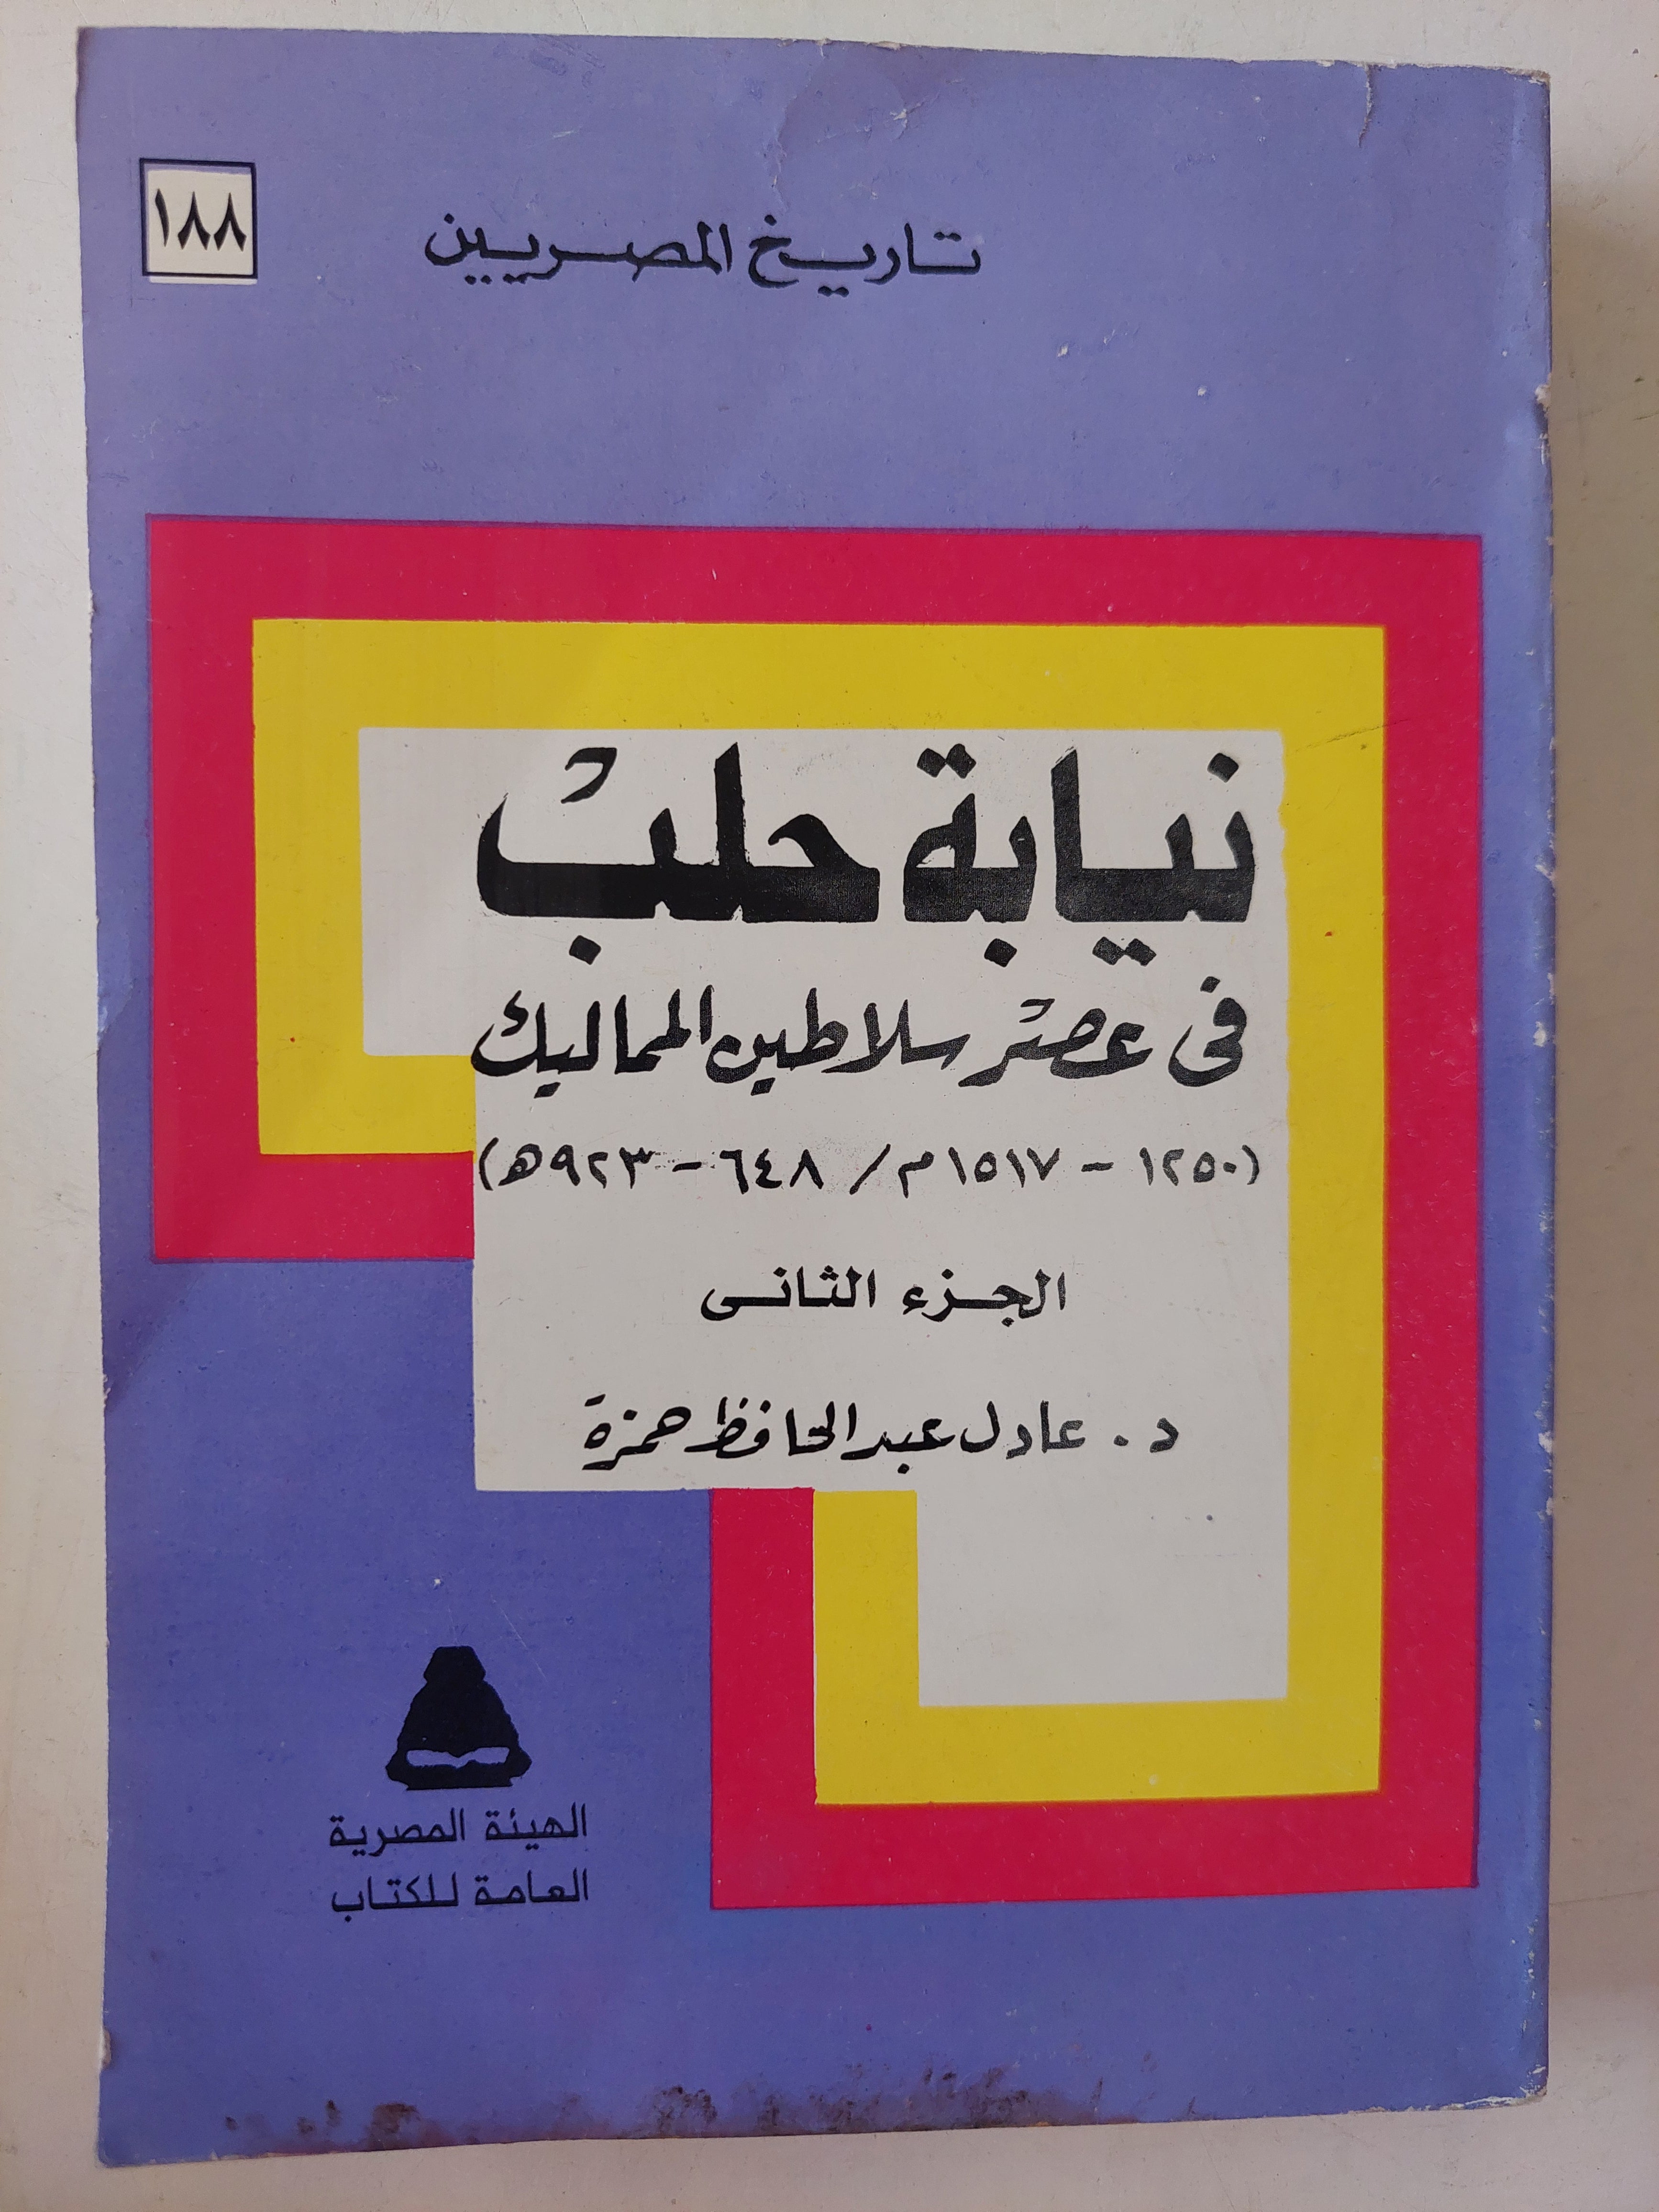 ١٨٨
تاريخ المصريين
نيابة حلب
فى عصر سلاطين المماليك
(١٢٥٠ - ١٥١٧م / ٦٤٨ - ٩٢٣هـ)
الجزء الثانى
د. عادل عبد الحافظ حمزة
الهيئة المصرية
العامة للكتاب